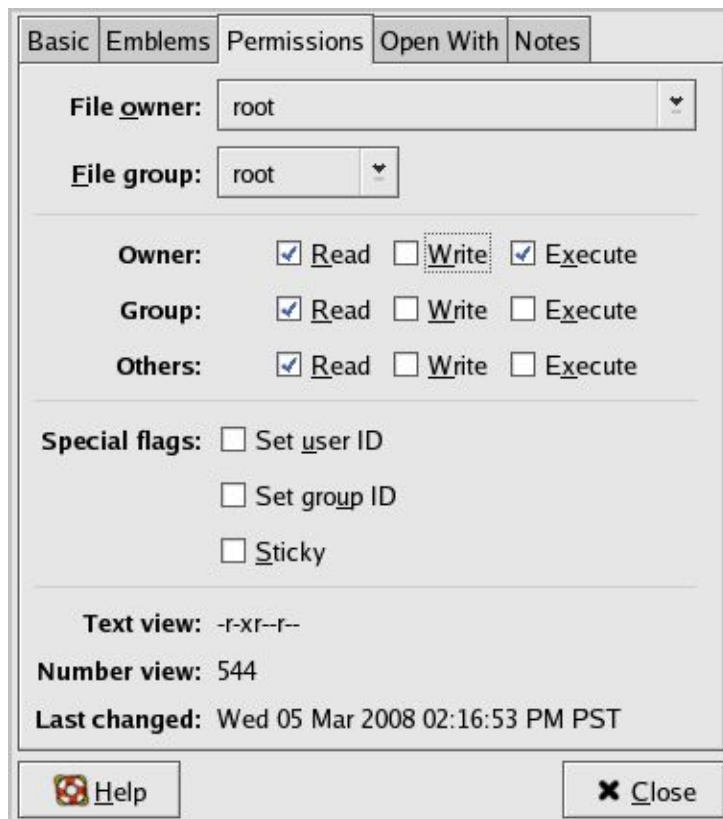 Basic Emblems Permissions Open With Notes
File owner: root
File group: root
Owner: Read Write Execute
Group: Read Write Execute
Others: Read Write Execute
Special flags: Set user ID
Set group ID
Sticky
Text view: -r-xr--r--
Number view: 544
Last changed: Wed 05 Mar 2008 02:16:53 PM PST
Help Close